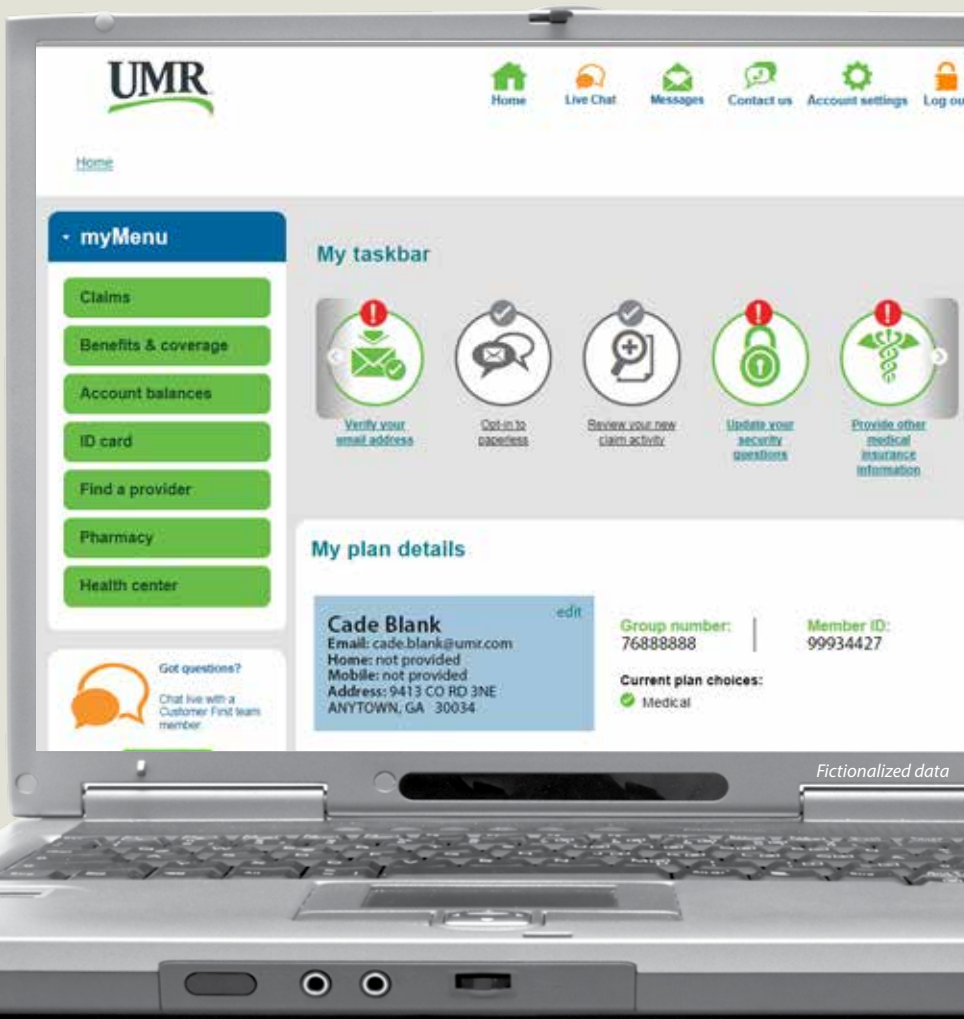 UMR
Home
Live Chat
Messages
Contact us
Account settings
Log ou
Home
myMenu
Claims
Benefits & coverage
Account balances
ID card
Find a provider
Pharmacy
Health center
Got questions?
Chat live with a
Customer First team
member.
My taskbar
Verify your
email address
Opt-in to
paperless
Review your new
claim activity
Update your
security
questions
Provide other
medical
insurance
information
My plan details
Cade Blank
edit
Email: cade.blank@umr.com
Home: not provided
Mobile: not provided
Address: 9413 CO RD 3NE
ANYTOWN, GA 30034
Group number:
76888888
Member ID:
99934427
Current plan choices:
Medical
Fictionalized data